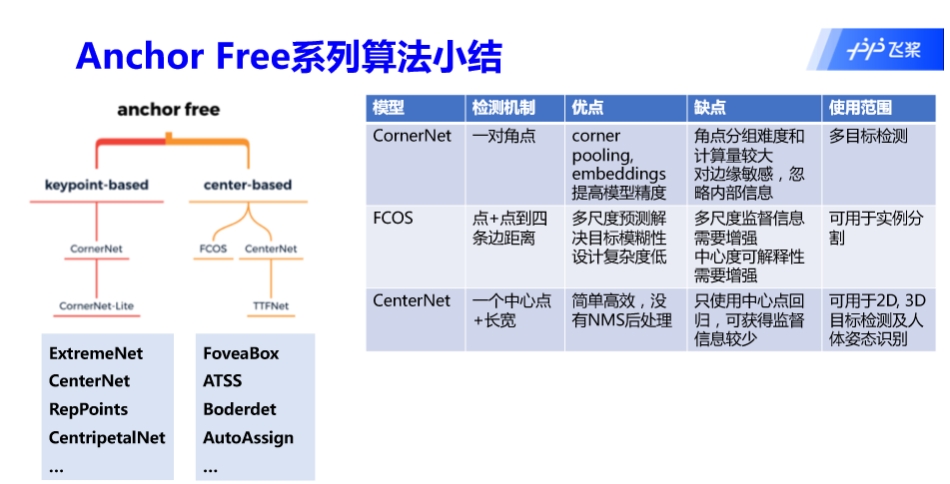 Anchor Free系列算法小结
飞桨
anchor free
keypoint-based
center-based
CornerNet
FCOS
CenterNet
CornerNet-Lite
TTFNet
ExtremeNet
CenterNet
RepPoints
CentripetalNet
...
FoveaBox
ATSS
Boderdet
AutoAssign
...
模型 检测机制 优点 缺点 使用范围
CornerNet
一对角点
corner
pooling,
embeddings
提高模型精度
角点分组难度和
计算量较大
对边缘敏感，忽
略内部信息
多目标检测
FCOS
点+点到四
条边距离
多尺度预测解
决目标模糊性
设计复杂度低
多尺度监督信息
需要增强
中心度可解释性
需要增强
可用于实例分
割
CenterNet
一个中心点
+长宽
简单高效，没
有NMS后处理
只使用中心点回
归，可获得监督
信息较少
可用于2D, 3D
目标检测及人
体姿态识别